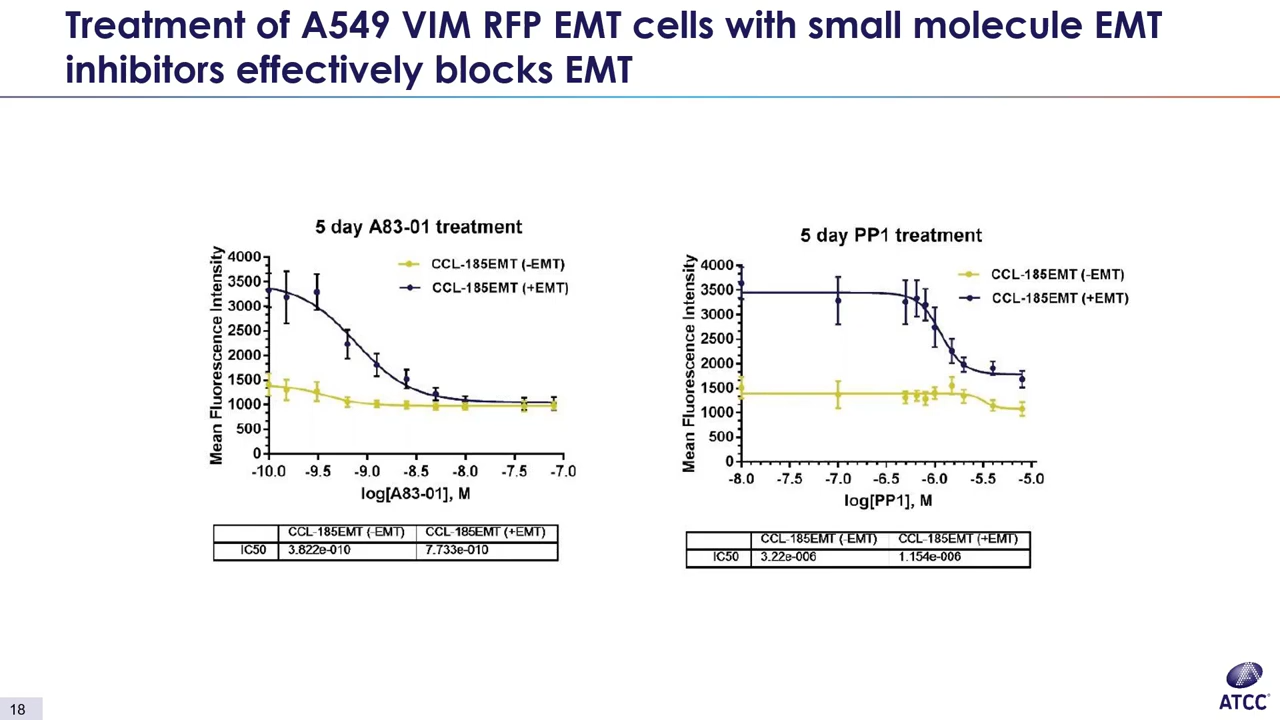 Treatment of A549 VIM RFP EMT cells with small molecule EMT
inhibitors effectively blocks EMT
5 day A83-01 treatment
CCL-185EMT (-EMT)
CCL-185EMT (+EMT)
Mean Fluorescence Intensity
4000
3500
3000
2500
2000
1500
1000
500
0
-10.0 -9.5 -9.0 -8.5 -8.0 -7.5 -7.0
log[A83-01], M
CCL-185EMT (-EMT) CCL-185EMT (+EMT)
IC50 3.822e-010 7.733e-010
5 day PP1 treatment
CCL-185EMT (-EMT)
CCL-185EMT (+EMT)
Mean Fluorescence Intensity
4000
3500
3000
2500
2000
1500
1000
500
0
-8.0 -7.5 -7.0 -6.5 -6.0 -5.5 -5.0
log[PP1], M
CCL-185EMT (-EMT) CCL-185EMT (+EMT)
IC50 3.22e-006 1.154e-006
18
ATCC